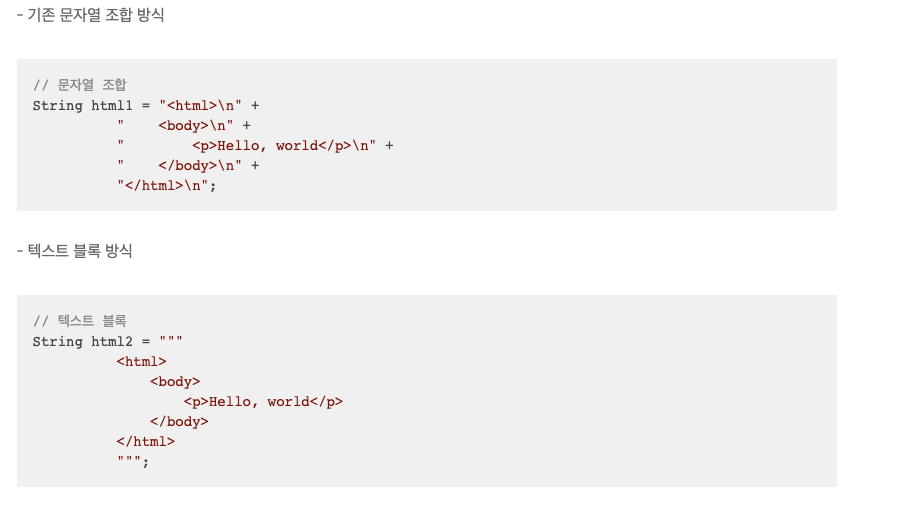 - 기존 문자열 조합 방식
// 문자열 조합
String html1 = "<html>\n" +
          "    <body>\n" +
          "        <p>Hello, world</p>\n" +
          "    </body>\n" +
          "</html>\n";
- 텍스트 블록 방식
// 텍스트 블록
String html2 = """
          <html>
              <body>
                  <p>Hello, world</p>
              </body>
          </html>
          """;